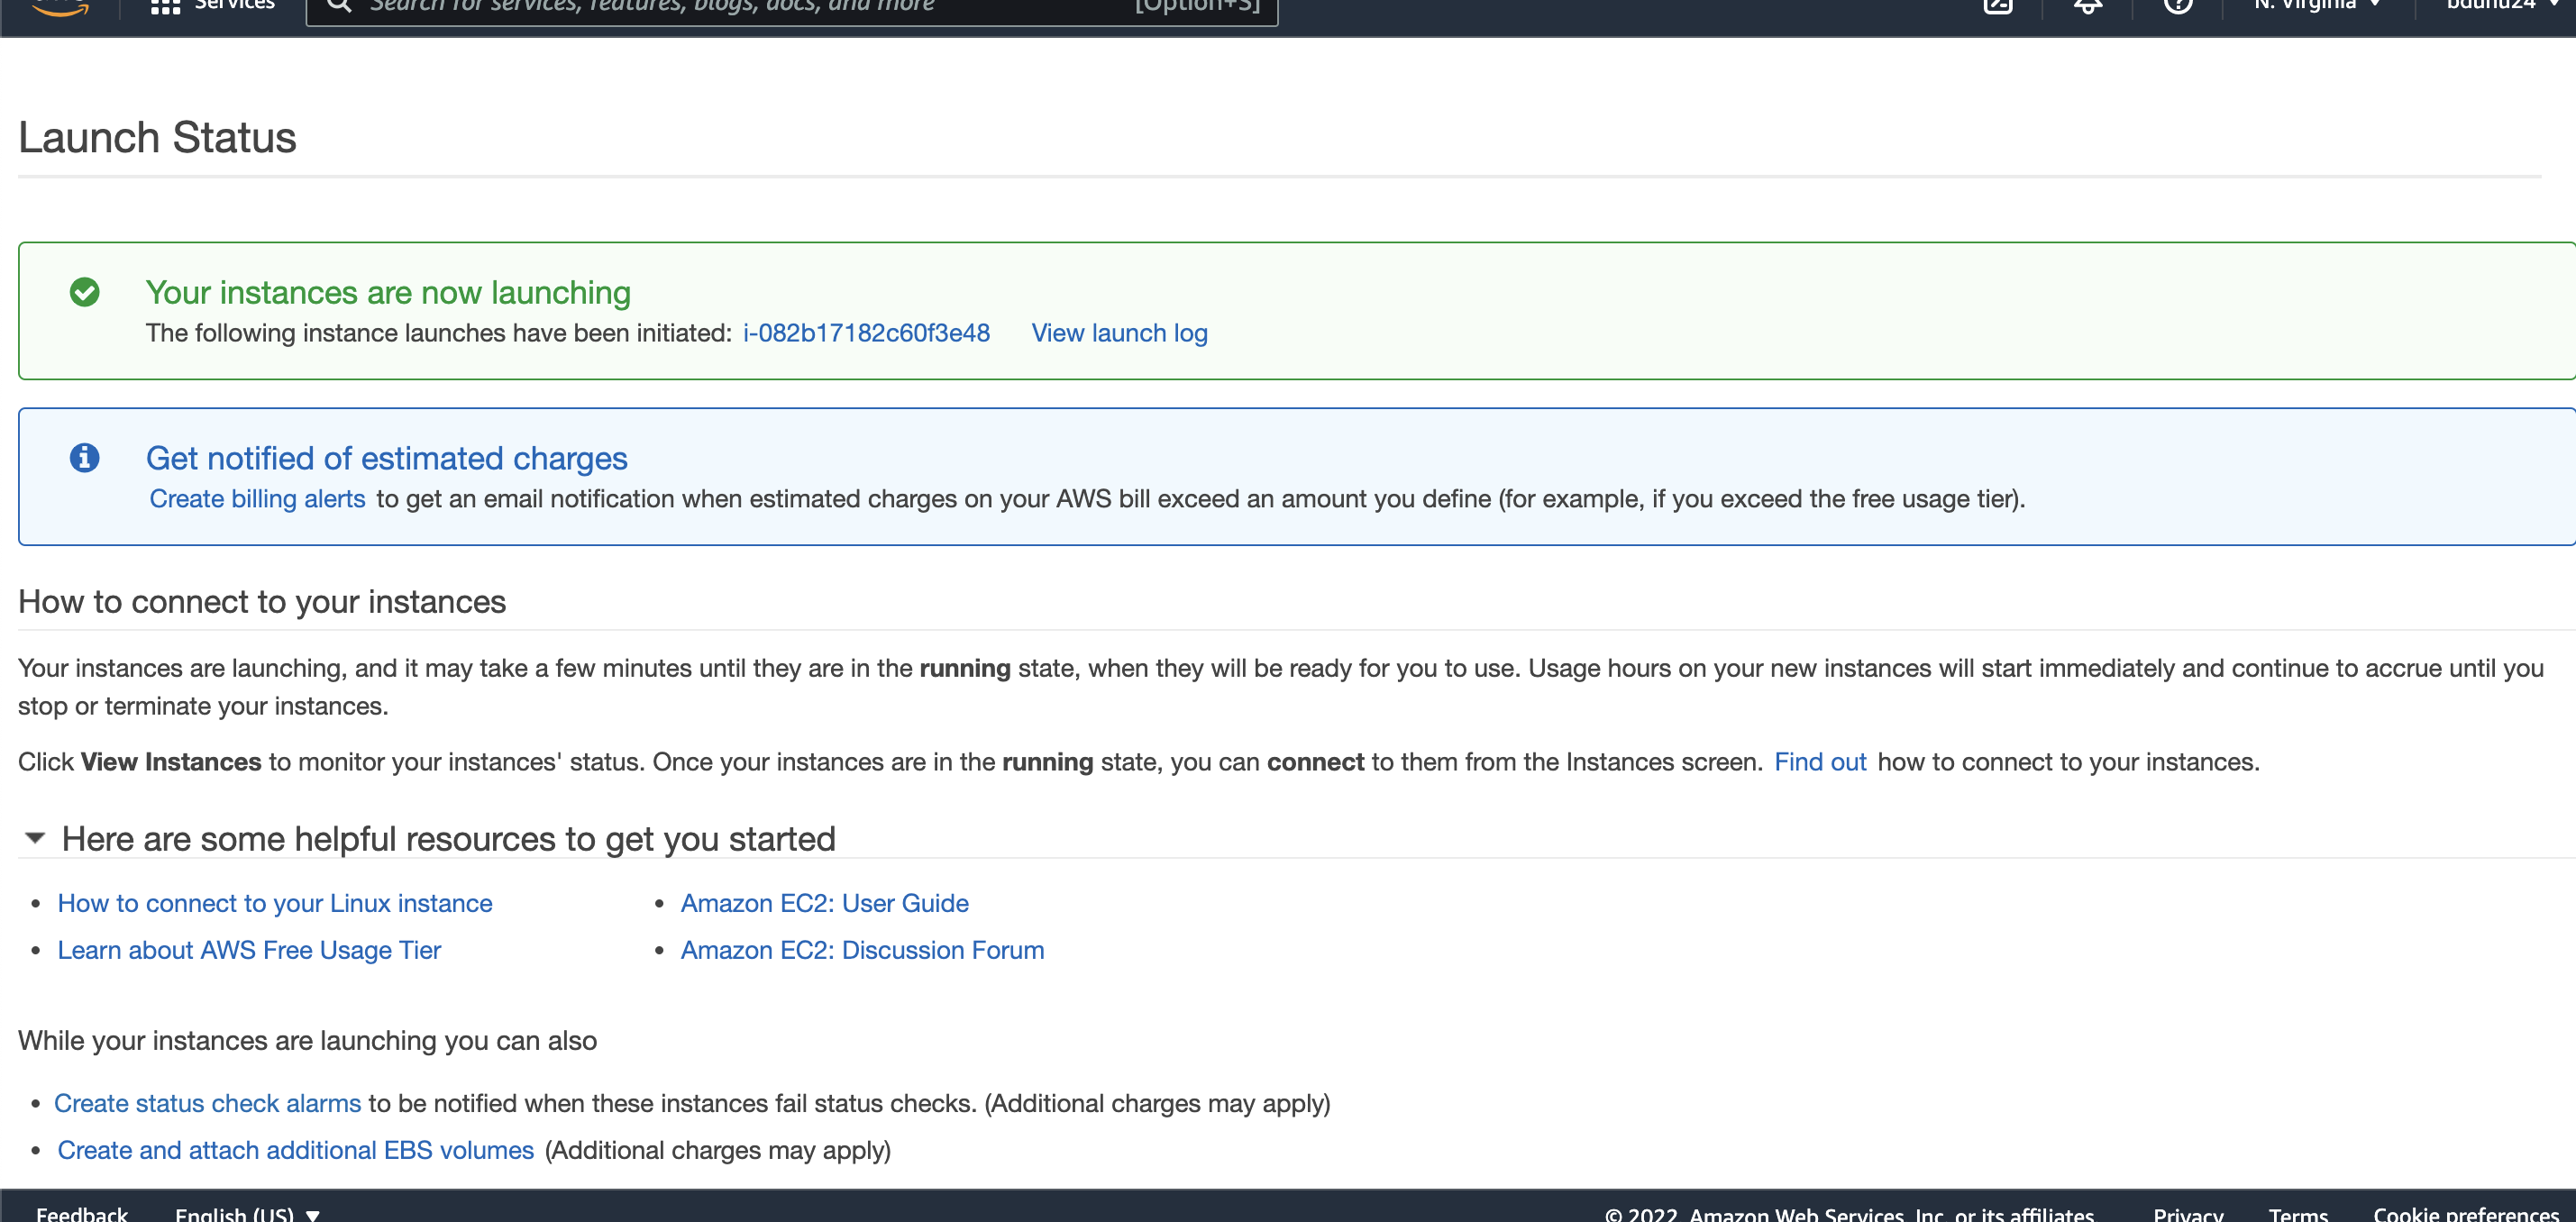 Services
Search for services, features, blogs, docs, and more
[Option+S]
N. Virginia
bdunu24
Launch Status
Your instances are now launching
The following instance launches have been initiated: i-082b17182c60f3e48 View launch log
Get notified of estimated charges
Create billing alerts to get an email notification when estimated charges on your AWS bill exceed an amount you define (for example, if you exceed the free usage tier).
How to connect to your instances
Your instances are launching, and it may take a few minutes until they are in the running state, when they will be ready for you to use. Usage hours on your new instances will start immediately and continue to accrue until you
stop or terminate your instances.
Click View Instances to monitor your instances' status. Once your instances are in the running state, you can connect to them from the Instances screen. Find out how to connect to your instances.
Here are some helpful resources to get you started
• How to connect to your Linux instance
• Amazon EC2: User Guide
• Learn about AWS Free Usage Tier
• Amazon EC2: Discussion Forum
While your instances are launching you can also
• Create status check alarms to be notified when these instances fail status checks. (Additional charges may apply)
• Create and attach additional EBS volumes (Additional charges may apply)
Feedback English (US)
© 2022, Amazon Web Services, Inc. or its affiliates. Privacy Terms Cookie preferences